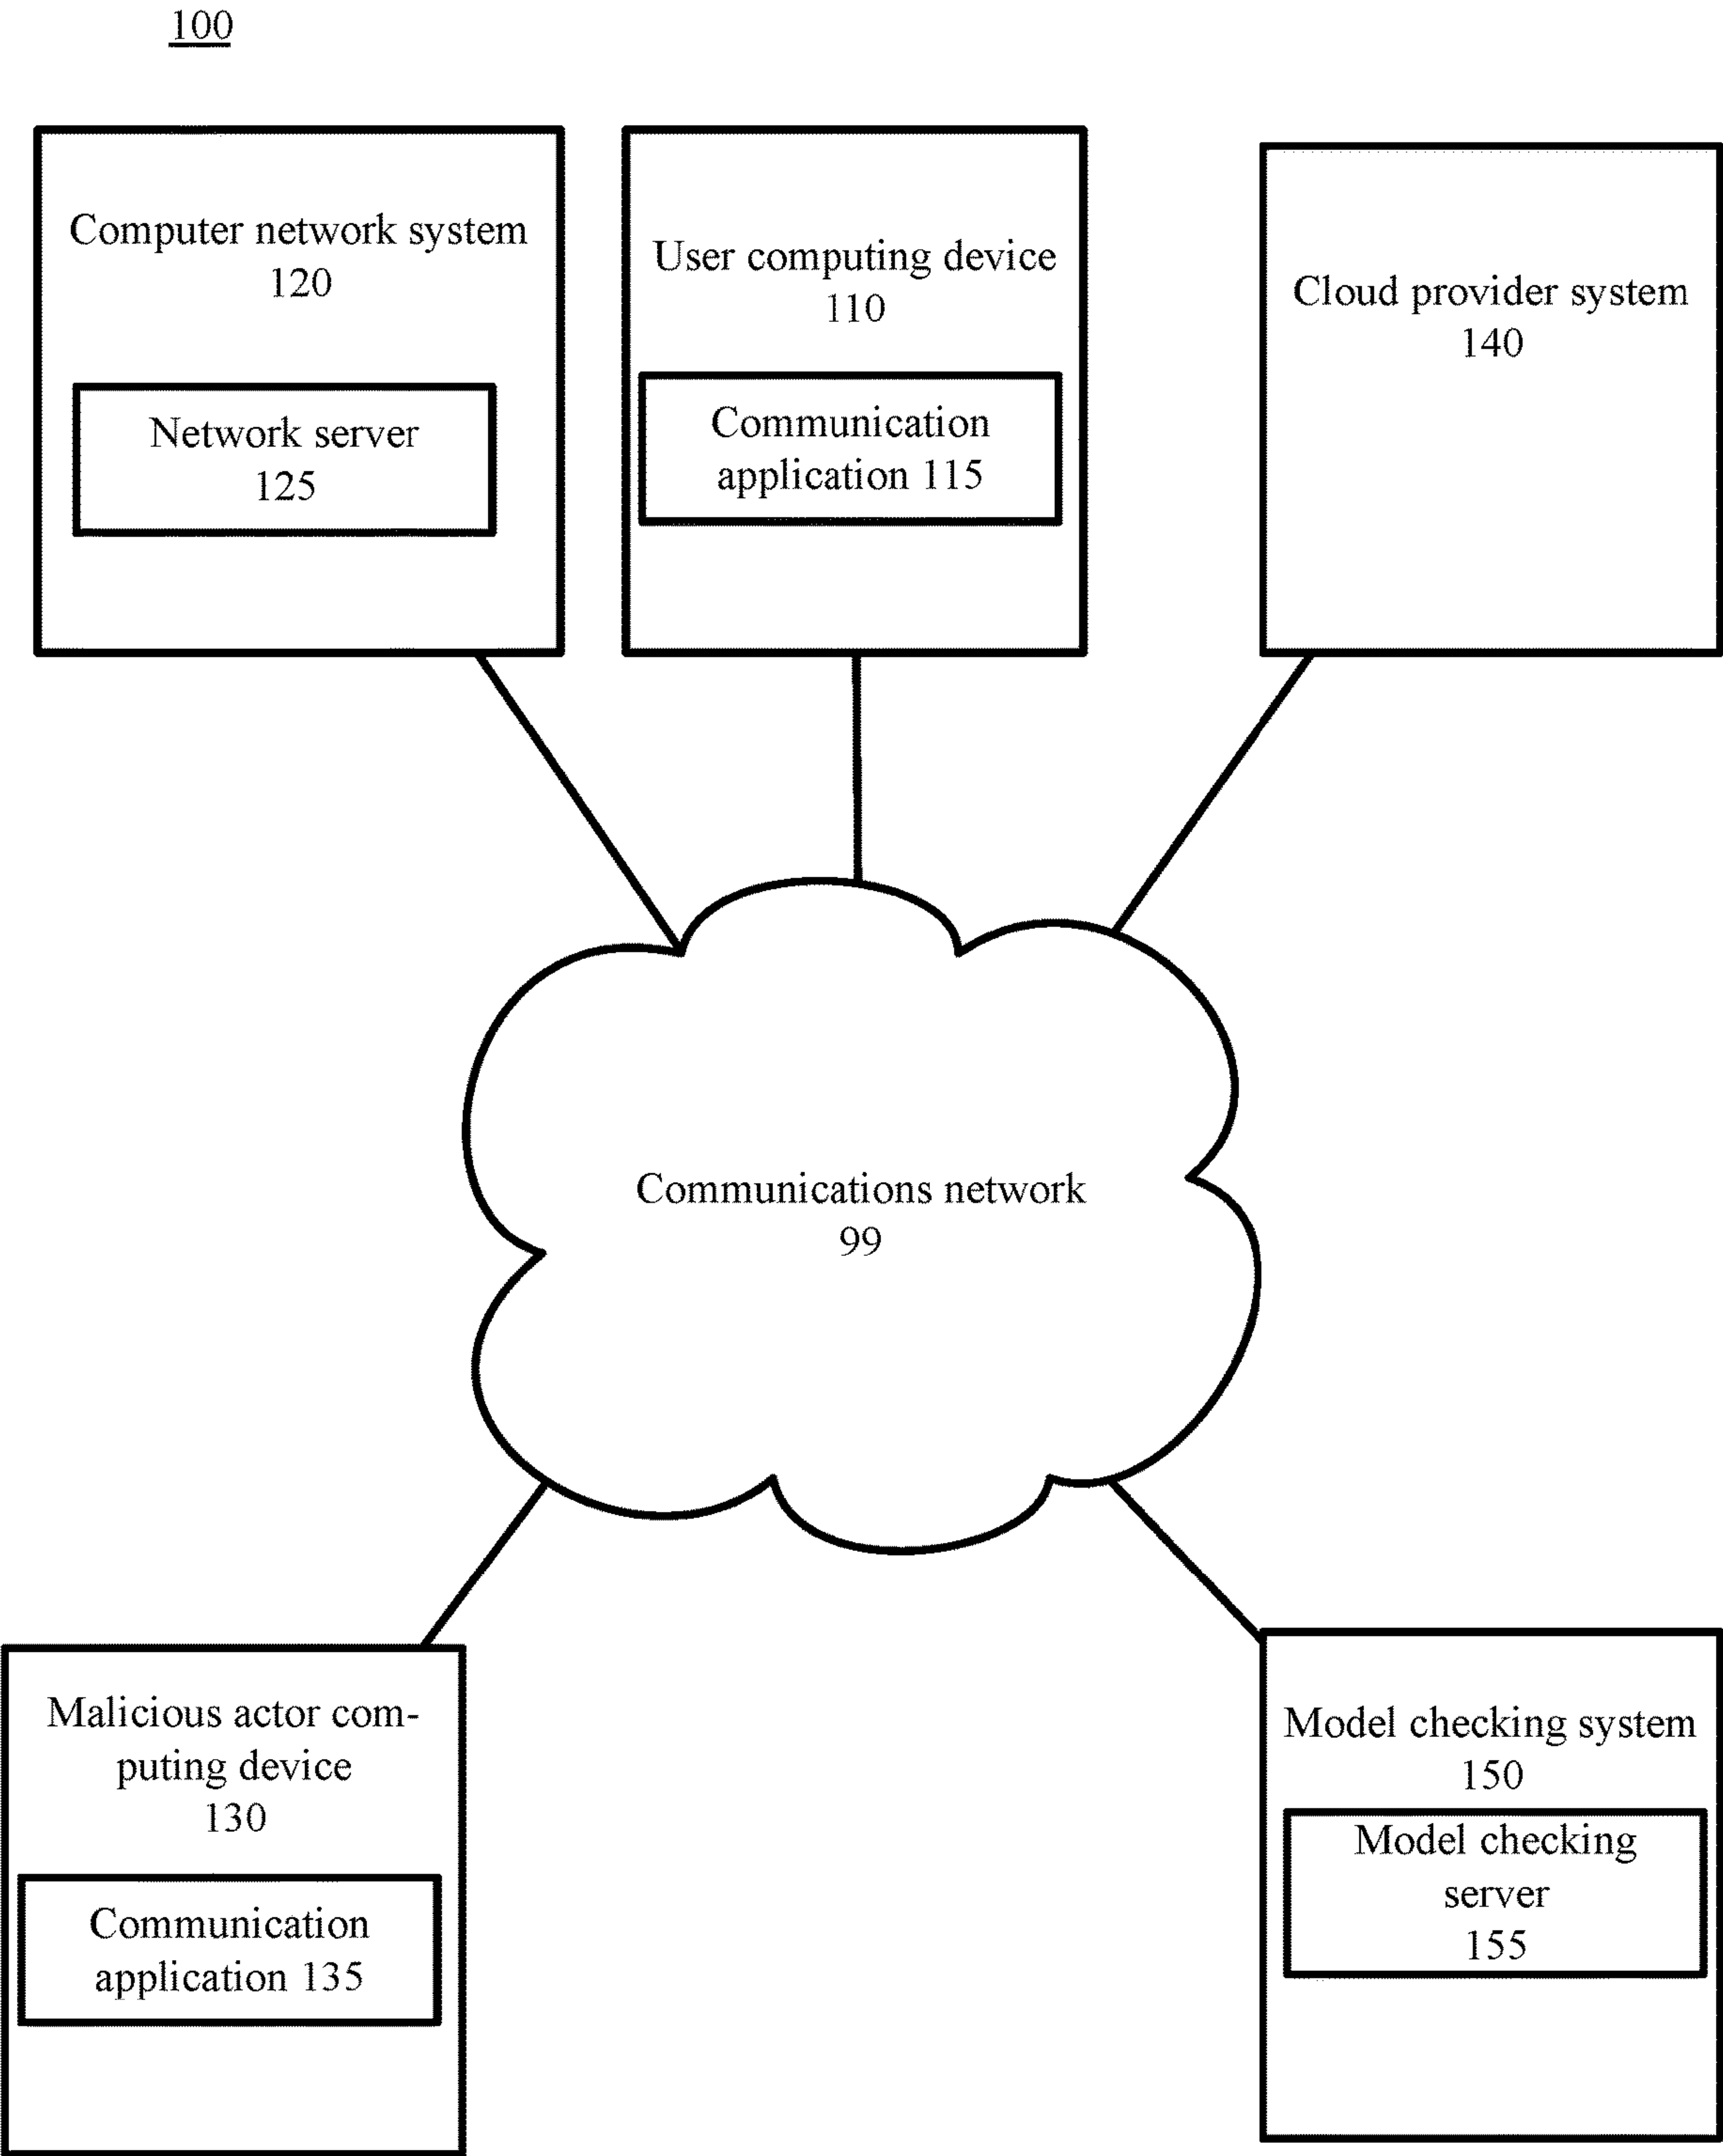 100
Computer network system
120
Network server
125
User computing device
110
Communication
application 115
Cloud provider system
140
Communications network
99
Malicious actor com-
puting device
130
Communication
application 135
Model checking system
150
Model checking
server
155